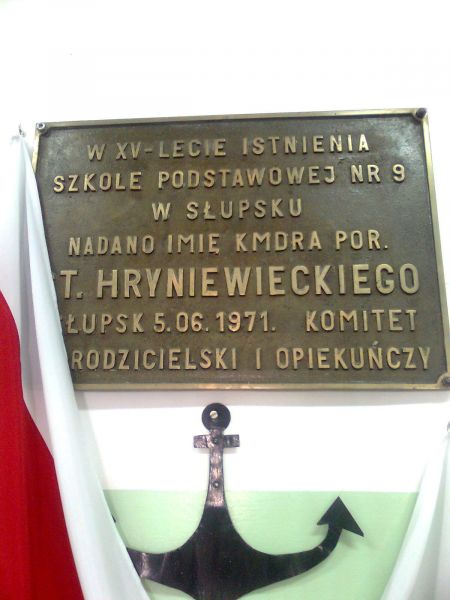 W XV-LECIE ISTNIENIA
SZKOLE PODSTAWOWEJ NR 9
W SŁUPSKU
NADANO IMIĘ KMDRA POR.
T. HRYNIEWIECKIEGO
SŁUPSK 5.06.1971. KOMITET
RODZICIELSKI I OPIEKUŃCZY